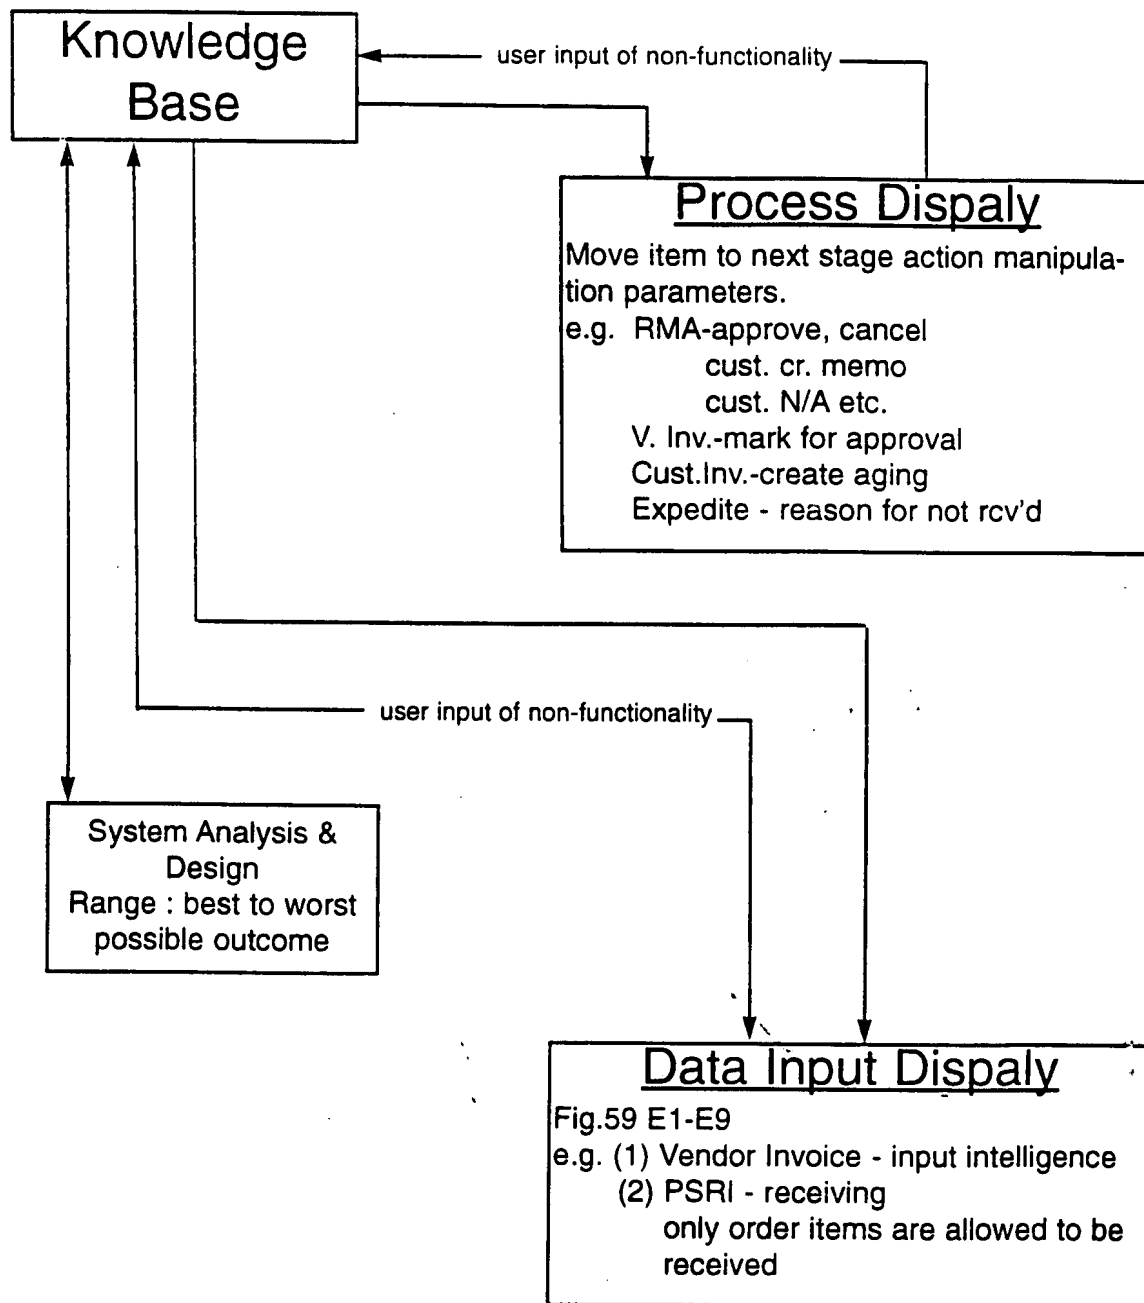 Knowledge
Base
user input of non-functionality
Process Dispaly
Move item to next stage action manipula-
tion parameters.
e.g. RMA-approve, cancel
cust. cr. memo
cust. N/A etc.
V. Inv.-mark for approval
Cust.Inv.-create aging
Expedite - reason for not rcv'd
user input of non-functionality
System Analysis &
Design
Range : best to worst
possible outcome
Data Input Dispaly
Fig.59 E1-E9
e.g. (1) Vendor Invoice - input intelligence
(2) PSRI - receiving
only order items are allowed to be
received